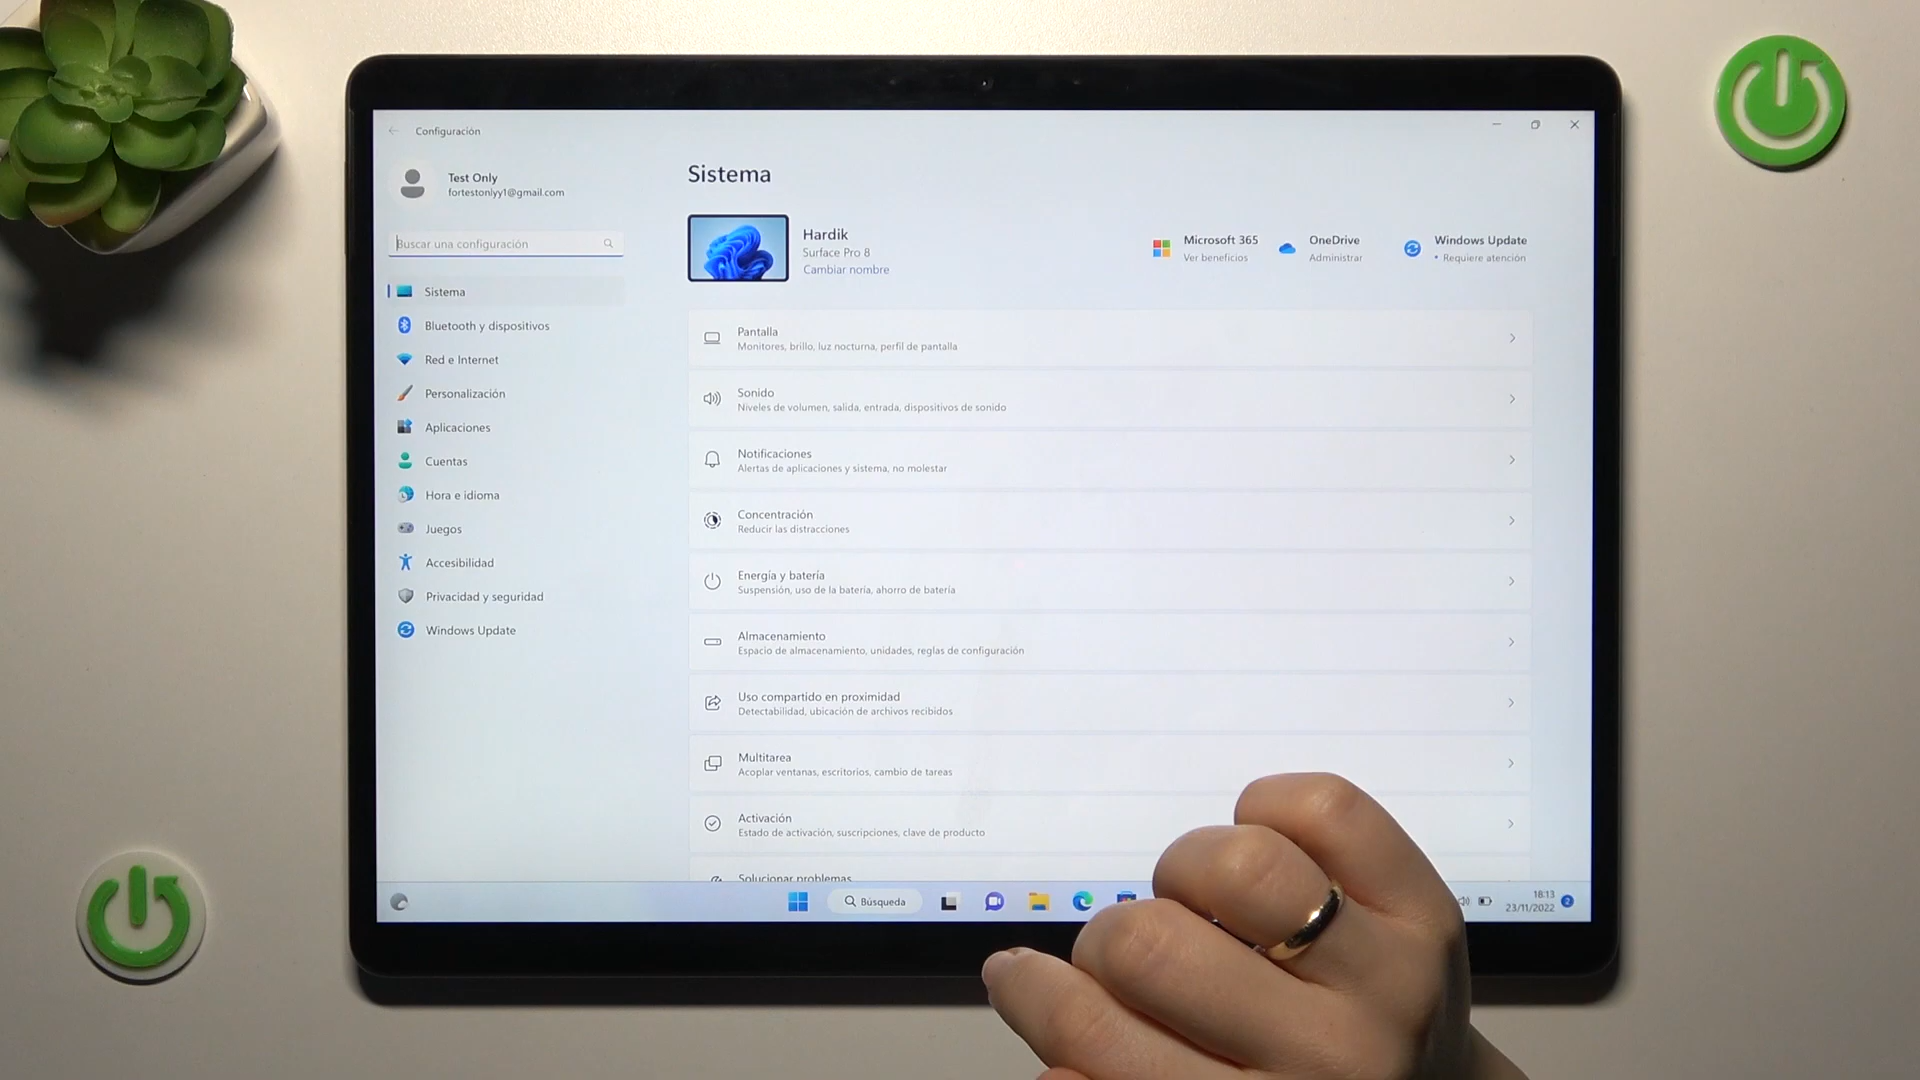 Configuración
Test Only
fortestonlyy1@gmail.com
Buscar una configuración
Sistema
Bluetooth y dispositivos
Red e Internet
Personalización
Aplicaciones
Cuentas
Hora e idioma
Juegos
Accesibilidad
Privacidad y seguridad
Windows Update
Sistema
Hardik
Surface Pro 8
Cambiar nombre
Microsoft 365
Ver beneficios
OneDrive
Administrar
Windows Update
• Requiere atención
Pantalla
Monitores, brillo, luz nocturna, perfil de pantalla
Sonido
Niveles de volumen, salida, entrada, dispositivos de sonido
Notificaciones
Alertas de aplicaciones y sistema, no molestar
Concentración
Reducir las distracciones
Energía y batería
Suspensión, uso de la batería, ahorro de batería
Almacenamiento
Espacio de almacenamiento, unidades, reglas de configuración
Uso compartido en proximidad
Detectabilidad, ubicación de archivos recibidos
Multitarea
Acoplar ventanas, escritorios, cambio de tareas
Activación
Estado de activación, suscripciones, clave de producto
Solucionar problemas
Búsqueda
18:13
23/11/2022
2